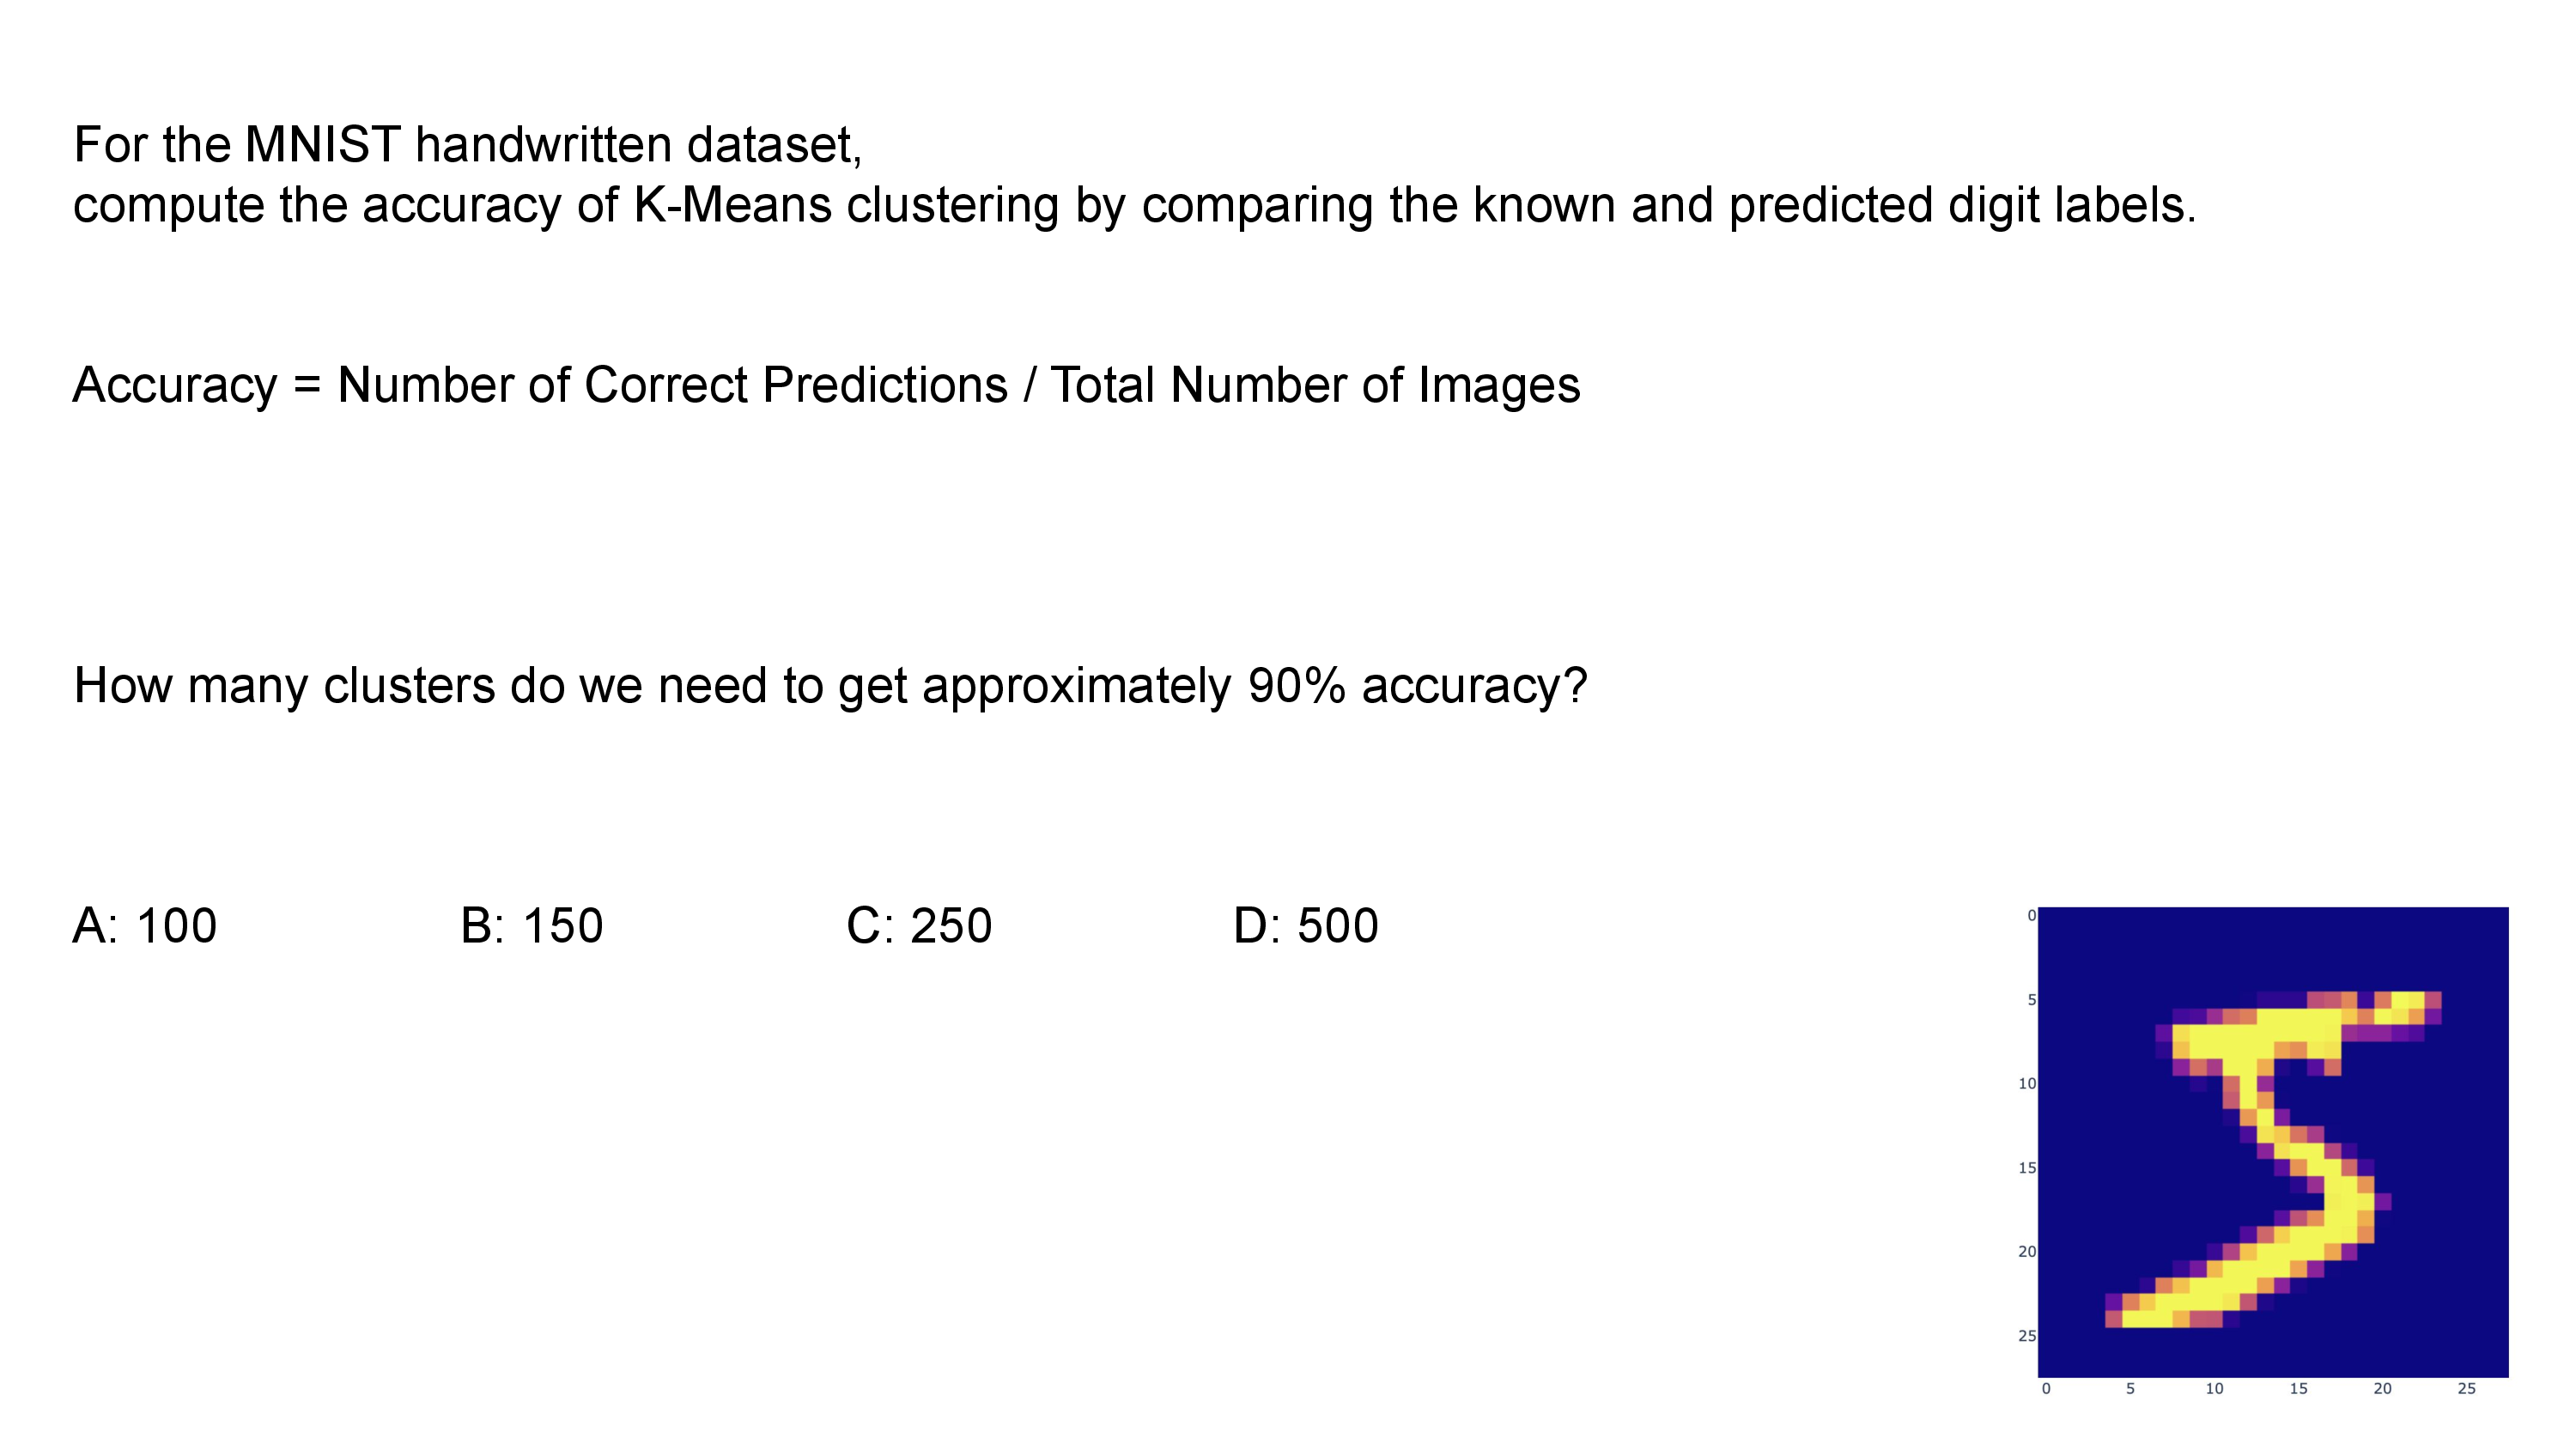 For the MNIST handwritten dataset,
compute the accuracy of K-Means clustering by comparing the known and predicted digit labels.
Accuracy = Number of Correct Predictions / Total Number of Images
How many clusters do we need to get approximately 90% accuracy?
A: 100 B: 150 C: 250 D: 500
0
5
10
15
20
25
0 5 10 15 20 25